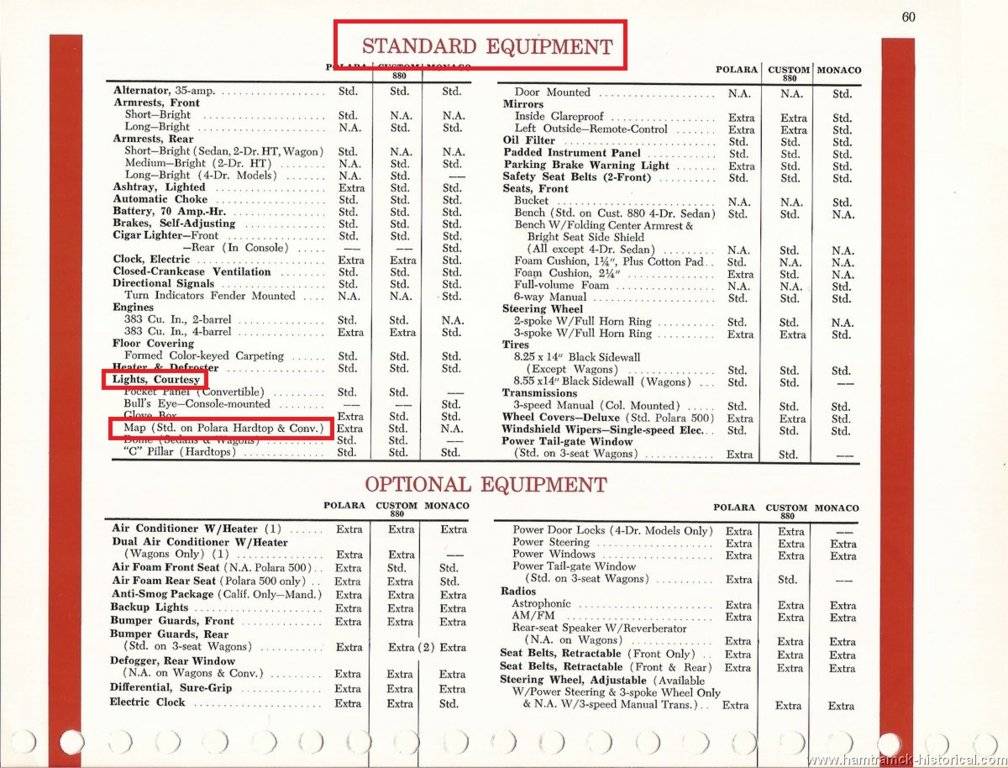 60
STANDARD EQUIPMENT
POLARA CUSTOM 880 MONACO
Alternator, 35-amp. Std. Std. Std.
Armrests, Front
Short—Bright Std. N.A. N.A.
Long—Bright N.A. Std. Std.
Armrests, Rear
Short—Bright (Sedan, 2-Dr. HT, Wagon) Std. N.A. N.A.
Medium—Bright (2-Dr. HT) N.A. Std. Std.
Long—Bright (4-Dr. Models) N.A. Std. —
Ashtray, Lighted Extra Std. Std.
Automatic Choke Std. Std. Std.
Battery, 70 Amp.-Hr. Std. Std. Std.
Brakes, Self-Adjusting Std. Std. Std.
Cigar Lighter—Front Std. Std. Std.
—Rear (In Console) — — Std.
Clock, Electric Extra Extra Std.
Closed-Crankcase Ventilation Std. Std. Std.
Directional Signals Std. Std. Std.
Turn Indicators Fender Mounted N.A. N.A. Std.
Engines
383 Cu. In., 2-barrel Std. Std. N.A.
383 Cu. In., 4-barrel Extra Extra Std.
Floor Covering
Formed Color-keyed Carpeting Std. Std. Std.
Heater & Defroster Std. Std. Std.
Lights, Courtesy
Pocket Panel (Convertible) Std. Std. —
Bull's Eye—Console-mounted — — Std.
Glove Box Extra Std. Std.
Map (Std. on Polara Hardtop & Conv.) Extra Std. N.A.
Dome (Sedans & Wagons) Std. Std. —
"C" Pillar (Hardtops) Std. Std. Std.
POLARA CUSTOM 880 MONACO
Door Mounted N.A. N.A. Std.
Mirrors
Inside Glareproof Extra Extra Std.
Left Outside—Remote-Control Extra Extra Std.
Oil Filter Std. Std. Std.
Padded Instrument Panel Std. Std. Std.
Parking Brake Warning Light Extra Std. Std.
Safety Seat Belts (2-Front) Std. Std. Std.
Seats, Front
Bucket N.A. N.A. Std.
Bench (Std. on Cust. 880 4-Dr. Sedan) Std. Std. N.A.
Bench W/Folding Center Armrest &
Bright Seat Side Shield
(All except 4-Dr. Sedan) N.A. Std. N.A.
Foam Cushion, 1¼", Plus Cotton Pad Std. N.A. N.A.
Foam Cushion, 2¼" Extra Std. N.A.
Full-volume Foam N.A. N.A. Std.
6-way Manual Std. Std. Std.
Steering Wheel
2-spoke W/Full Horn Ring Std. Std. N.A.
3-spoke W/Full Horn Ring Extra Extra Std.
Tires
8.25 x 14" Black Sidewall
(Except Wagons) Std. Std. Std.
8.55 x14" Black Sidewall (Wagons) Std. Std. —
Transmissions
3-speed Manual (Col. Mounted) Std. Std. Std.
Wheel Covers—Deluxe (Std. Polara 500) Extra Extra Std.
Windshield Wipers—Single-speed Elec. Std. Std. Std.
Power Tail-gate Window
(Std. on 3-seat Wagons) Extra Std. —
OPTIONAL EQUIPMENT
POLARA CUSTOM 880 MONACO
Air Conditioner W/Heater (1) Extra Extra Extra
Dual Air Conditioner W/Heater
(Wagons Only) (1) Extra Extra —
Air Foam Front Seat (N.A. Polara 500) Extra Std. Std.
Air Foam Rear Seat (Polara 500 only) Extra Extra Std.
Anti-Smog Package (Calif. Only—Mand.) Extra Extra Extra
Backup Lights Extra Extra Extra
Bumper Guards, Front Extra Extra Extra
Bumper Guards, Rear
(Std. on 3-seat Wagons) Extra Extra (2) Extra
Defogger, Rear Window
(N.A. on Wagons & Conv.) Extra Extra Extra
Differential, Sure-Grip Extra Extra Extra
Electric Clock Extra Extra Std.
POLARA CUSTOM 880 MONACO
Power Door Locks (4-Dr. Models Only) Extra Extra —
Power Steering Extra Extra Extra
Power Windows Extra Extra Extra
Power Tail-gate Window
(Std. on 3-seat Wagons) Extra Std. —
Radios
Astrophonic Extra Extra Extra
AM/FM Extra Extra Extra
Rear-seat Speaker W/Reverberator
(N.A. on Wagons) Extra Extra Extra
Seat Belts, Retractable (Front Only) Extra Extra Extra
Seat Belts, Retractable (Front & Rear) Extra Extra Extra
Steering Wheel, Adjustable (Available
W/Power Steering & 3-spoke Wheel Only
& N.A. W/3-speed Manual Trans.) Extra Extra Extra
www.hamtramck-historical.com